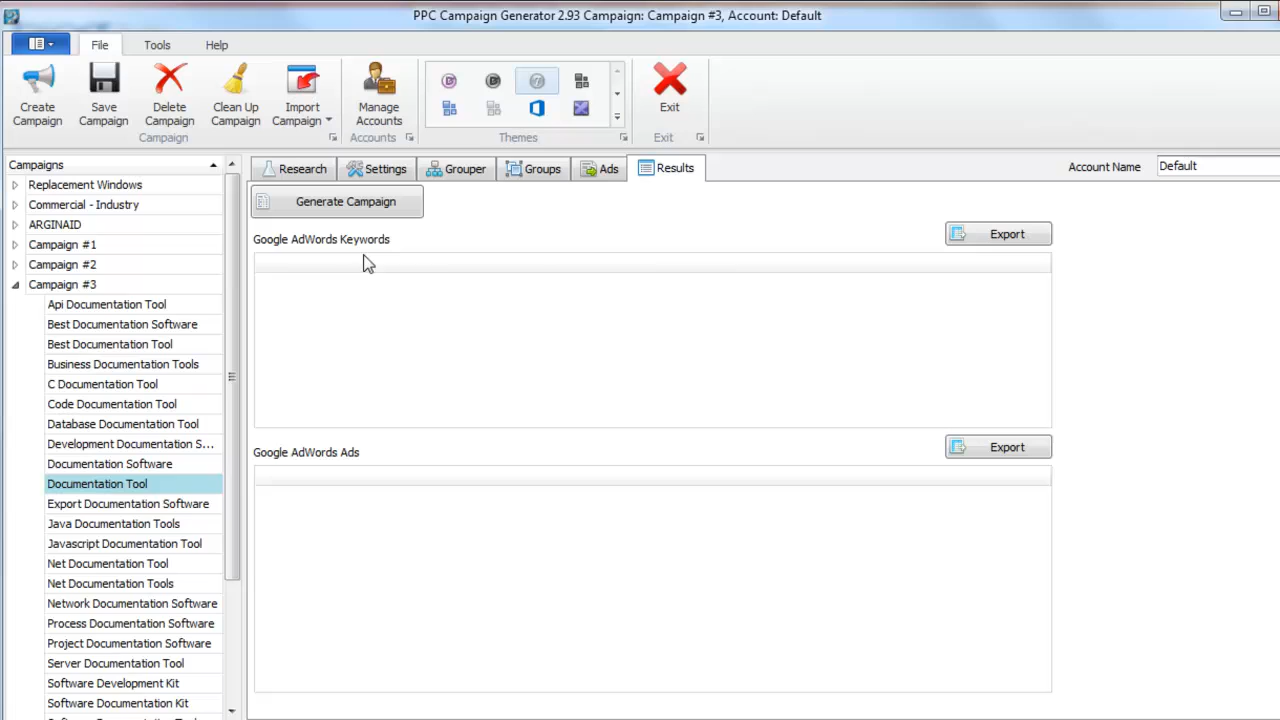 PPC Campaign Generator 2.93 Campaign: Campaign #3, Account: Default
File Tools Help
Create Campaign
Save Campaign
Delete Campaign
Clean Up Campaign
Import Campaign
Manage Accounts
Exit
Campaign
Accounts
Themes
Exit
Campaigns
Replacement Windows
Commercial - Industry
ARGINAID
Campaign #1
Campaign #2
Campaign #3
Api Documentation Tool
Best Documentation Software
Best Documentation Tool
Business Documentation Tools
C Documentation Tool
Code Documentation Tool
Database Documentation Tool
Development Documentation S...
Documentation Software
Documentation Tool
Export Documentation Software
Java Documentation Tools
Javascript Documentation Tool
Net Documentation Tool
Net Documentation Tools
Network Documentation Software
Process Documentation Software
Project Documentation Software
Server Documentation Tool
Software Development Kit
Software Documentation Kit
Research Settings Grouper Groups Ads Results
Account Name Default
Generate Campaign
Google AdWords Keywords
Export
Google AdWords Ads
Export